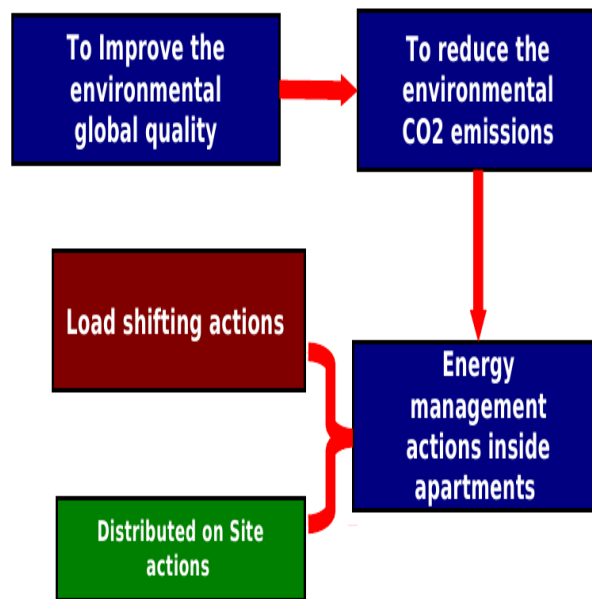 To Improve the
environmental
global quality
To reduce the
environmental
CO2 emissions
Load shifting actions
Energy
management
actions inside
apartments
Distributed on Site
actions